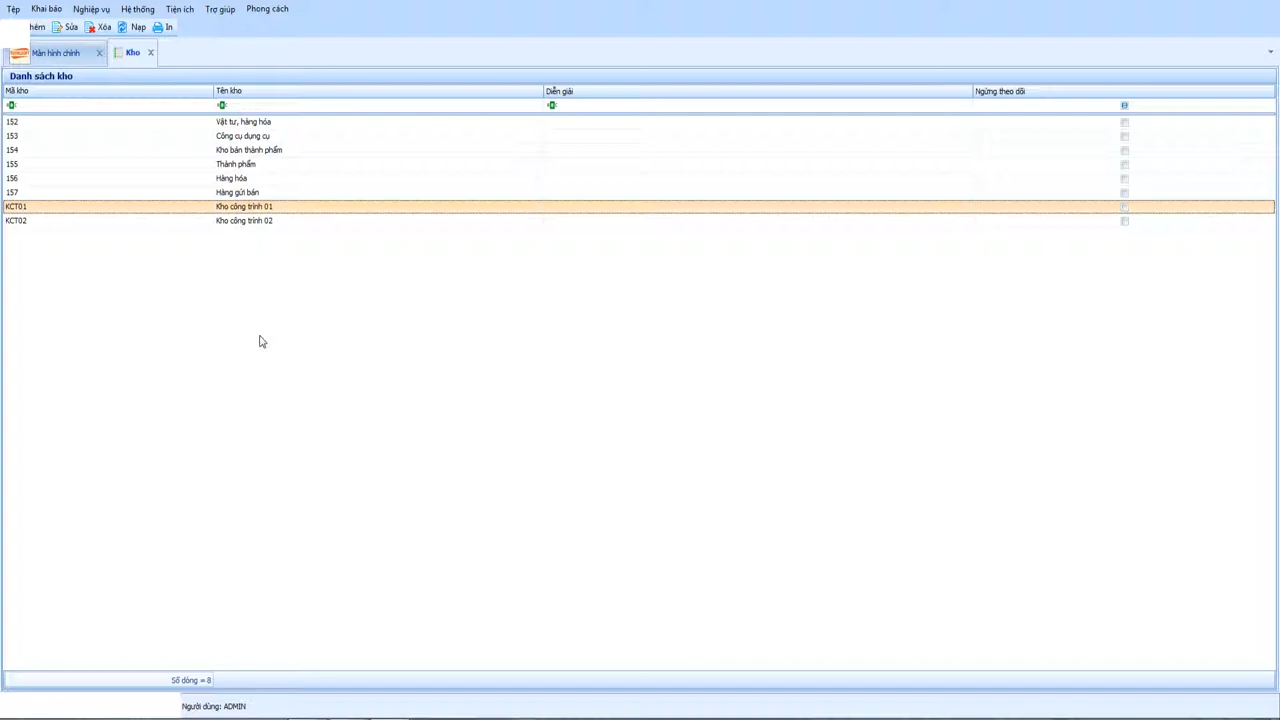 Tệp Khai báo Nghiệp vụ Hệ thống Tiện ích Trợ giúp Phong cách
hêm Sửa Xóa Nạp In
Màn hình chính Kho
Danh sách kho
Mã kho Tên kho Diễn giải Ngừng theo dõi
152 Vật tư, hàng hóa
153 Công cụ dụng cụ
154 Kho bán thành phẩm
155 Thành phẩm
156 Hàng hóa
157 Hàng gửi bán
KCT01 Kho công trình 01
KCT02 Kho công trình 02
Số dòng = 8
Người dùng: ADMIN